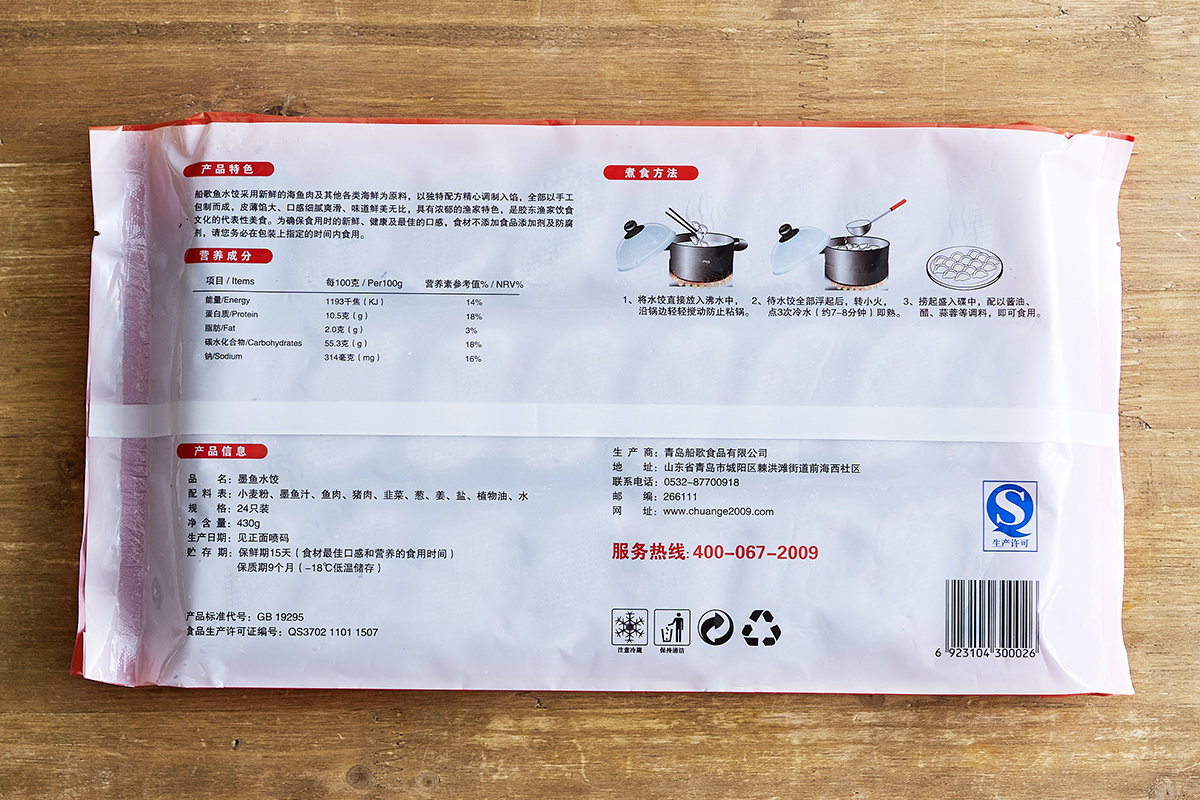 产品特色
船歌鱼水饺采用新鲜的海鱼肉及其他各类海鲜为原料，以独特配方精心调制入馅，全部以手工
包制而成，皮薄馅大、口感细腻爽滑、味道鲜美无比，具有浓郁的渔家特色，是胶东渔家饮食
文化的代表性美食。为确保食用时的新鲜、健康及最佳的口感，食材不添加食品添加剂及防腐
剂，请您务必在包装上指定的时间内食用。
营养成分
项目 / Items 每100克 / Per100g 营养素参考值% / NRV%
能量/Energy 1193千焦（KJ） 14%
蛋白质/Protein 10.5克（g） 18%
脂肪/Fat 2.0克（g） 3%
碳水化合物/Carbohydrates 55.3克（g） 18%
钠/Sodium 314毫克（mg） 16%
煮食方法
1、将水饺直接放入沸水中，
沿锅边轻轻搅动防止粘锅。
2、待水饺全部浮起后，转小火，
点3次冷水（约7-8分钟）即熟。
3、捞起盛入碟中，配以酱油、
醋、蒜蓉等调料，即可食用。
产品信息
品 名：墨鱼水饺
配 料 表：小麦粉、墨鱼汁、鱼肉、猪肉、韭菜、葱、姜、盐、植物油、水
规 格：24只装
净 含 量：430g
生产日期：见正面喷码
贮 存 期：保鲜期15天（食材最佳口感和营养的食用时间）
保质期9个月（-18℃低温储存）
产品标准代号：GB 19295
食品生产许可证编号：QS3702 1101 1507
生 产 商：青岛船歌食品有限公司
地 址：山东省青岛市城阳区棘洪滩街道前海西社区
联系电话：0532-87700918
邮 编：266111
网 址：www.chuange2009.com
服务热线：400-067-2009
注意冷藏
保持清洁
生产许可
6 923104 300026